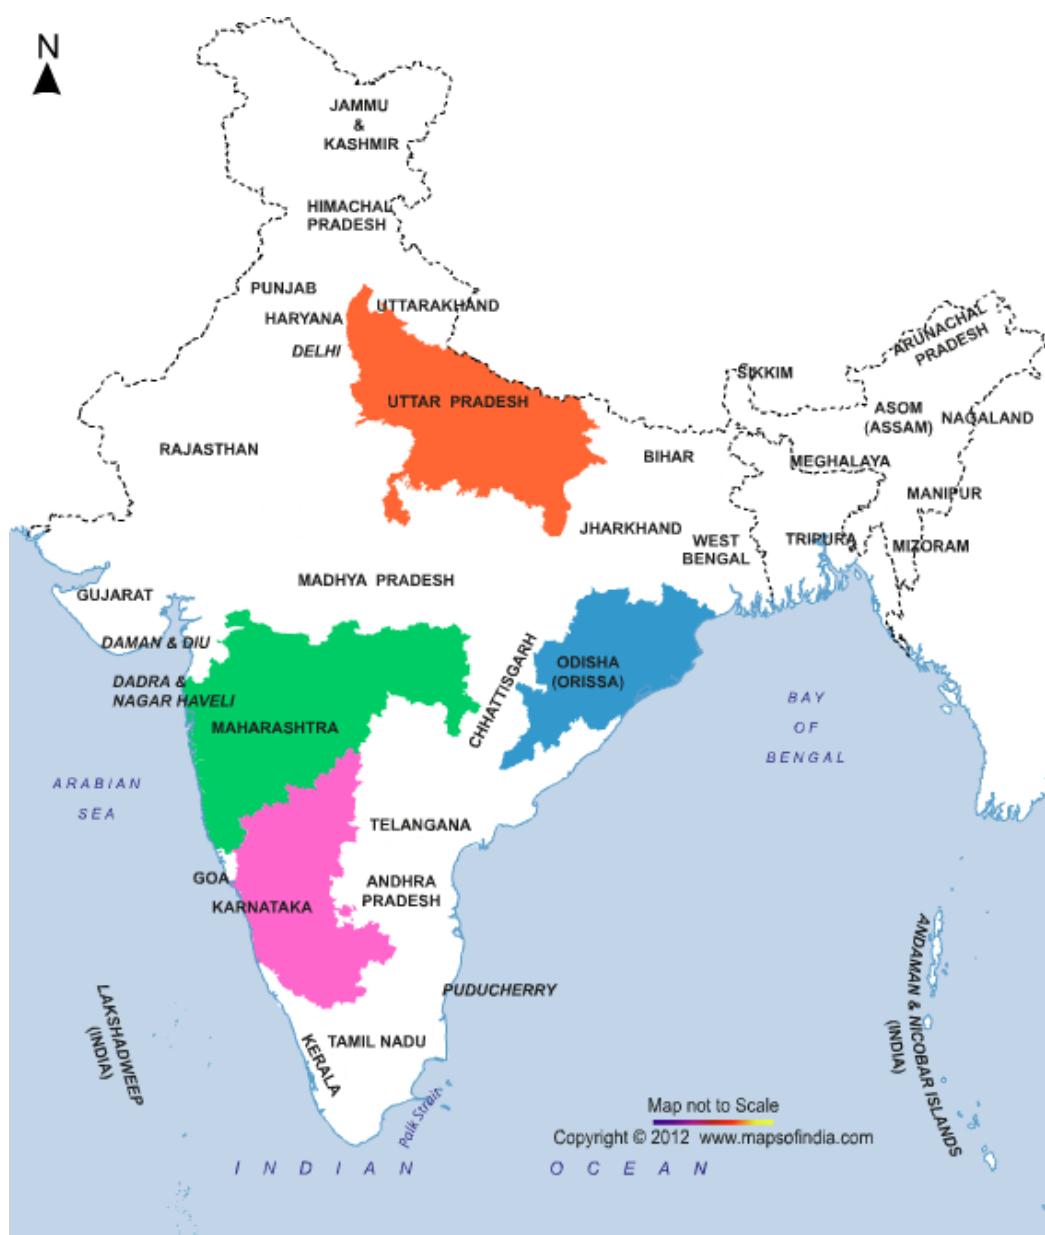 N
JAMMU
&
KASHMIR
HIMACHAL
PRADESH
PUNJAB
UTTARAKHAND
HARYANA
DELHI
ARUNACHAL
PRADESH
SIKKIM
UTTAR PRADESH
ASOM
(ASSAM)
NAGALAND
RAJASTHAN
BIHAR
MEGHALAYA
MANIPUR
JHARKHAND
WEST
BENGAL
TRIPURA
MIZORAM
MADHYA PRADESH
GUJARAT
DAMAN & DIU
CHHATTISGARH
ODISHA
(ORISSA)
DADRA &
NAGAR HAVELI
MAHARASHTRA
BAY
OF
BENGAL
ARABIAN
SEA
TELANGANA
GOA
KARNATAKA
ANDHRA
PRADESH
PUDUCHERRY
LAKSHADWEEP
(INDIA)
ANDAMAN & NICOBAR ISLANDS
(INDIA)
TAMIL NADU
KERALA
Palk Strait
Map not to Scale
Copyright © 2012 www.mapsofindia.com
INDIAN OCEAN